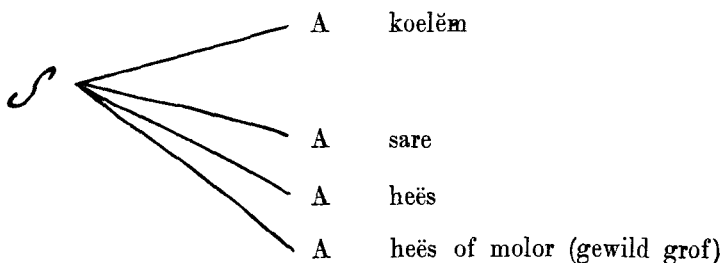 A koelĕm
S
A sare
A heës
A heës of molor (gewild grof)